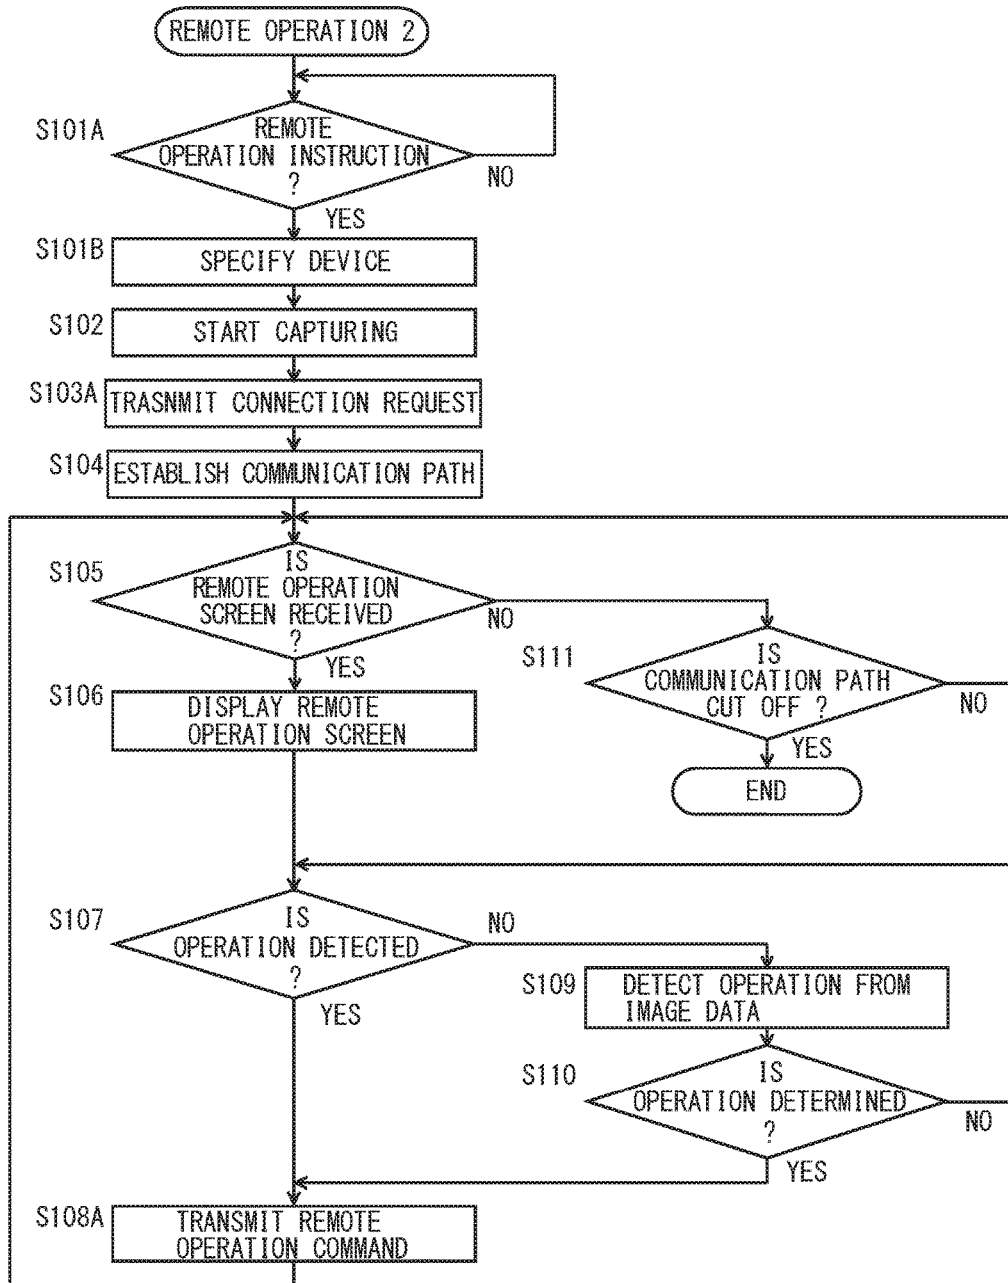 REMOTE OPERATION 2
S101A
REMOTE
OPERATION INSTRUCTION
?
NO
YES
S101B
SPECIFY DEVICE
S102
START CAPTURING
S103A
TRASNMIT CONNECTION REQUEST
S104
ESTABLISH COMMUNICATION PATH
S105
IS
REMOTE OPERATION
SCREEN RECEIVED
?
NO
YES
S111
IS
COMMUNICATION PATH
CUT OFF ?
NO
YES
END
S106
DISPLAY REMOTE
OPERATION SCREEN
S107
IS
OPERATION DETECTED
?
NO
YES
S109
DETECT OPERATION FROM
IMAGE DATA
S110
IS
OPERATION DETERMINED
?
NO
YES
S108A
TRANSMIT REMOTE
OPERATION COMMAND